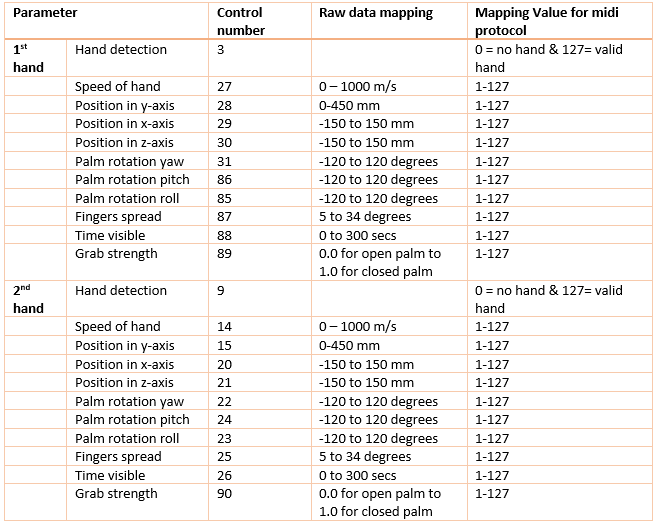 Parameter Control number Raw data mapping Mapping Value for midi protocol
1st hand Hand detection 3 0 = no hand & 127= valid hand
Speed of hand 27 0 – 1000 m/s 1-127
Position in y-axis 28 0-450 mm 1-127
Position in x-axis 29 -150 to 150 mm 1-127
Position in z-axis 30 -150 to 150 mm 1-127
Palm rotation yaw 31 -120 to 120 degrees 1-127
Palm rotation pitch 86 -120 to 120 degrees 1-127
Palm rotation roll 85 -120 to 120 degrees 1-127
Fingers spread 87 5 to 34 degrees 1-127
Time visible 88 0 to 300 secs 1-127
Grab strength 89 0.0 for open palm to 1.0 for closed palm 1-127
2nd hand Hand detection 9 0 = no hand & 127= valid hand
Speed of hand 14 0 – 1000 m/s 1-127
Position in y-axis 15 0-450 mm 1-127
Position in x-axis 20 -150 to 150 mm 1-127
Position in z-axis 21 -150 to 150 mm 1-127
Palm rotation yaw 22 -120 to 120 degrees 1-127
Palm rotation pitch 24 -120 to 120 degrees 1-127
Palm rotation roll 23 -120 to 120 degrees 1-127
Fingers spread 25 5 to 34 degrees 1-127
Time visible 26 0 to 300 secs 1-127
Grab strength 90 0.0 for open palm to 1.0 for closed palm 1-127